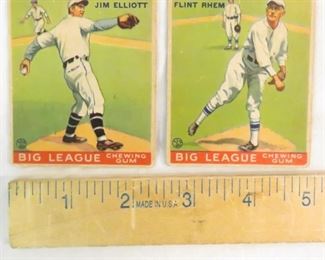 JIM ELLIOTT
FLINT RHEM
BIG LEAGUE CHEWING GUM
BIG LEAGUE CHEWING GUM
1 2 3 4 5
MADE IN U.S.A